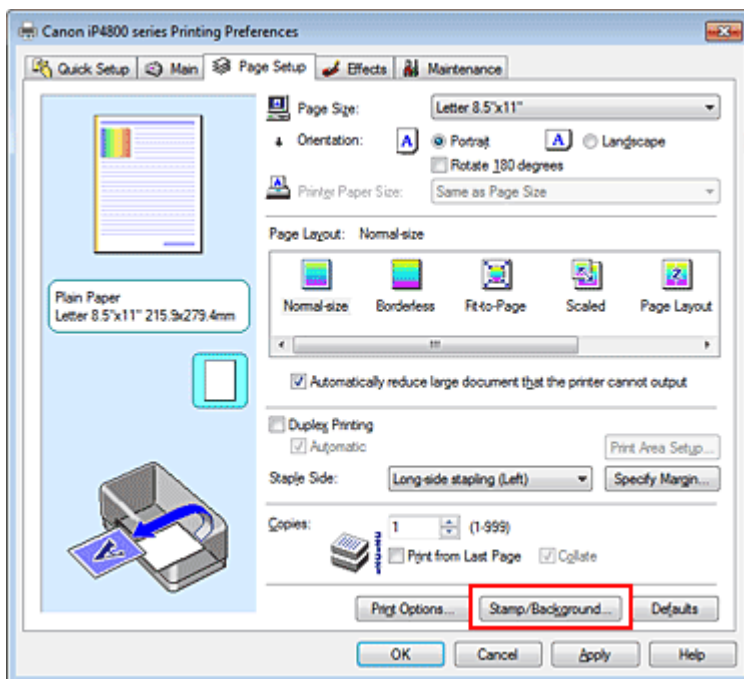 Canon iP4800 series Printing Preferences
Quick Setup Main Page Setup Effects Maintenance
Page Size: Letter 8.5"x11"
Orientation: A Portrait A Landscape
Rotate 180 degrees
Printer Paper Size: Same as Page Size
Page Layout: Normal-size
Normal-size Borderless Fit-to-Page Scaled Page Layout
Plain Paper
Letter 8.5"x11" 215.9x279.4mm
Automatically reduce large document that the printer cannot output
Duplex Printing
Automatic Print Area Setup...
Staple Side: Long-side stapling (Left) Specify Margin...
Copies: 1 (1-999)
Print from Last Page Collate
Print Options... Stamp/Background... Defaults
OK Cancel Apply Help